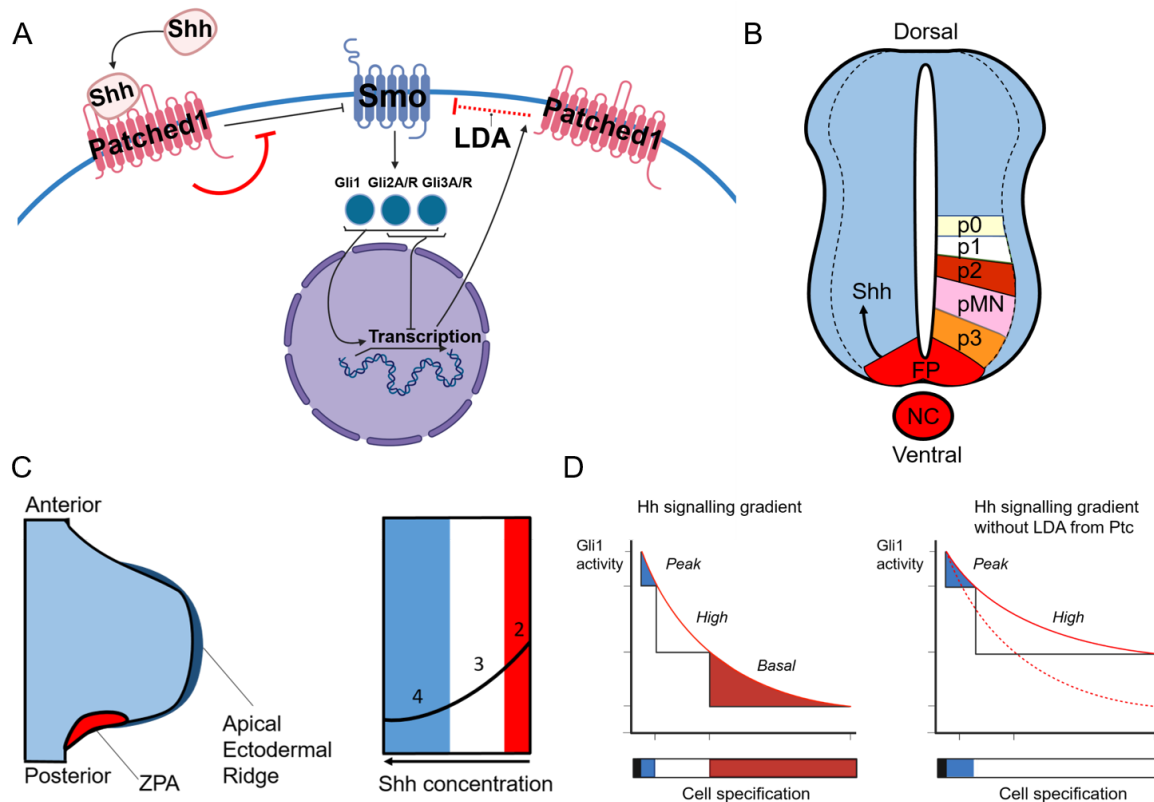 A
Shh
Shh
Patched1
Smo
LDA
Patched1
Gli1 Gli2A/R Gli3A/R
Transcription
B
Dorsal
p0
p1
p2
pMN
p3
Shh
FP
NC
Ventral
C
Anterior
Posterior
ZPA
Apical
Ectodermal
Ridge
2
3
4
Shh concentration
D
Hh signalling gradient
Gli1
activity
Peak
High
Basal
Cell specification
Hh signalling gradient
without LDA from Ptc
Gli1
activity
Peak
High
Cell specification